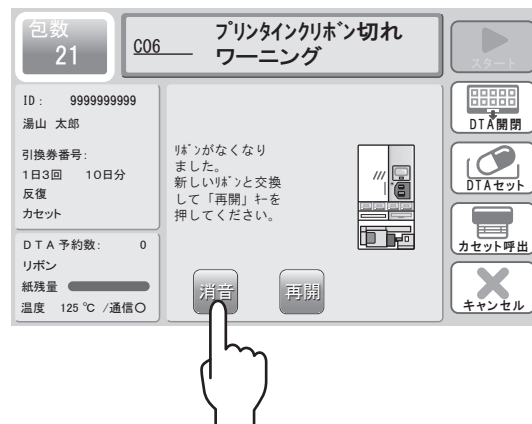 包数
21
C06
プリンタインクリボン切れ
ワーニング
スタート
ID: 9999999999
湯山 太郎
引換券番号:
1日3回 10日分
反復
カセット
DTA予約数: 0
リボン
紙残量
温度 125℃ /通信〇
リボンがなくなり
ました。
新しいリボンと交換
して「再開」キーを
押してください。
消音
再開
DTA開閉
DTAセット
カセット呼出
キャンセル